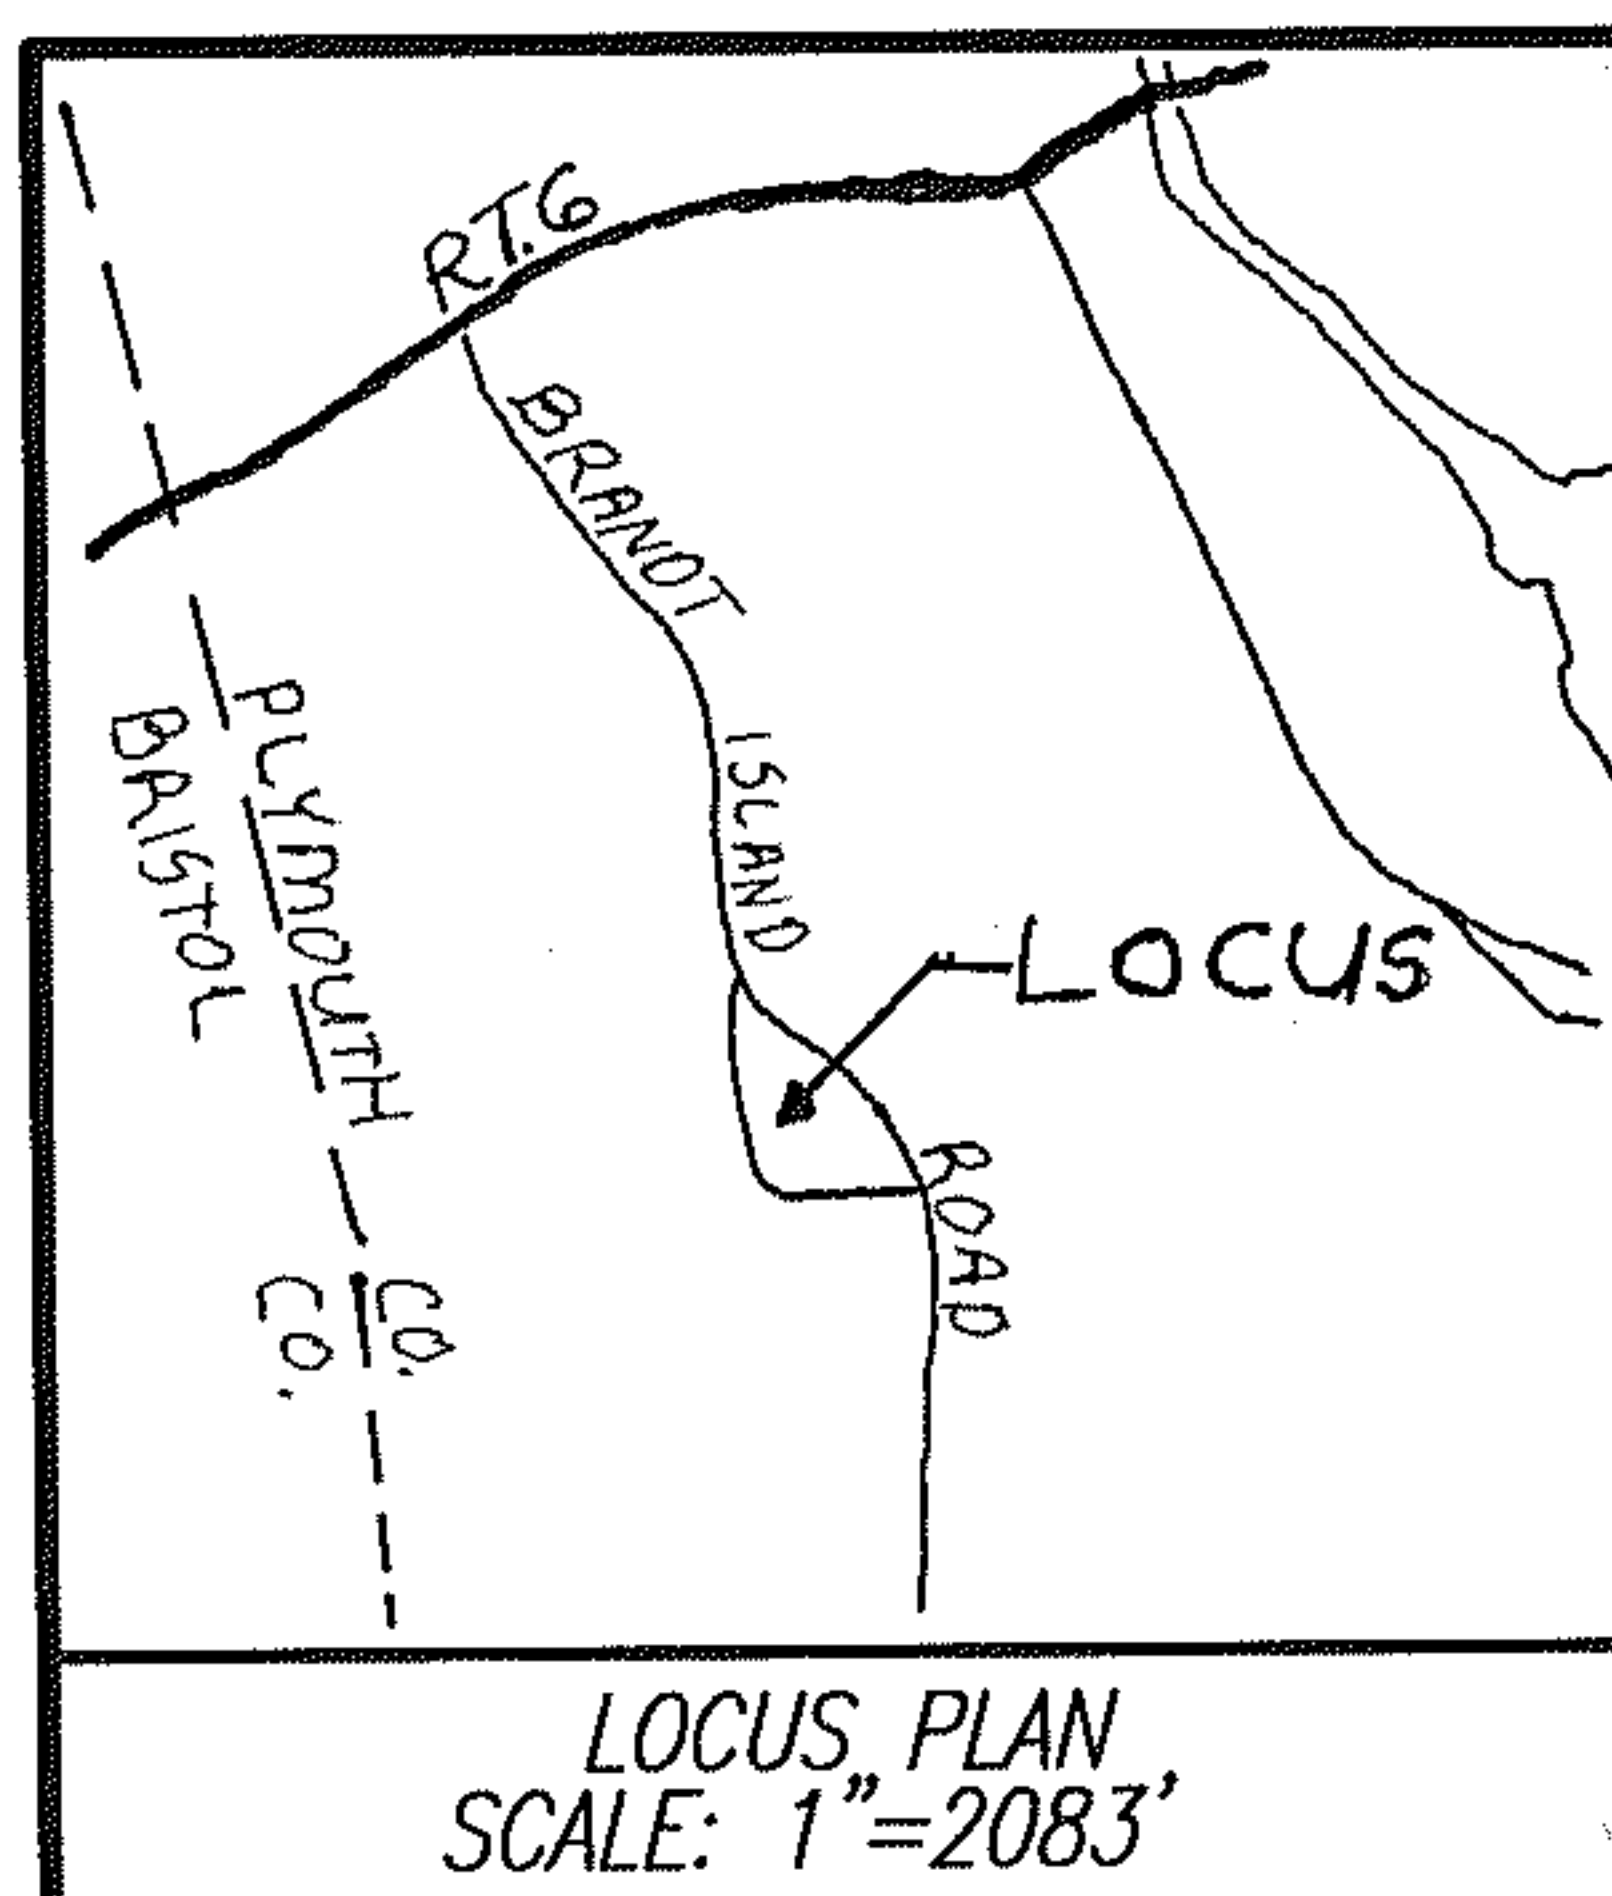 RT. 6
BRANDT
ISLAND
ROAD
PLYMOUTH CO.
BRISTOL CO.
LOCUS
LOCUS PLAN
SCALE: 1"=2083'